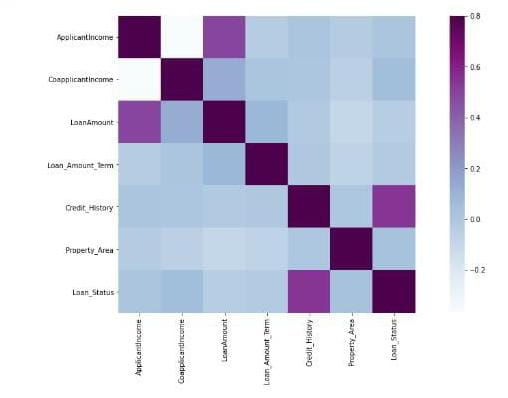 ApplicantIncome
CoapplicantIncome
LoanAmount
Loan_Amount_Term
Credit_History
Property_Area
Loan_Status
ApplicantIncome
CoapplicantIncome
LoanAmount
Loan_Amount_Term
Credit_History
Property_Area
Loan_Status
0.8
0.6
0.4
0.2
0.0
−0.2